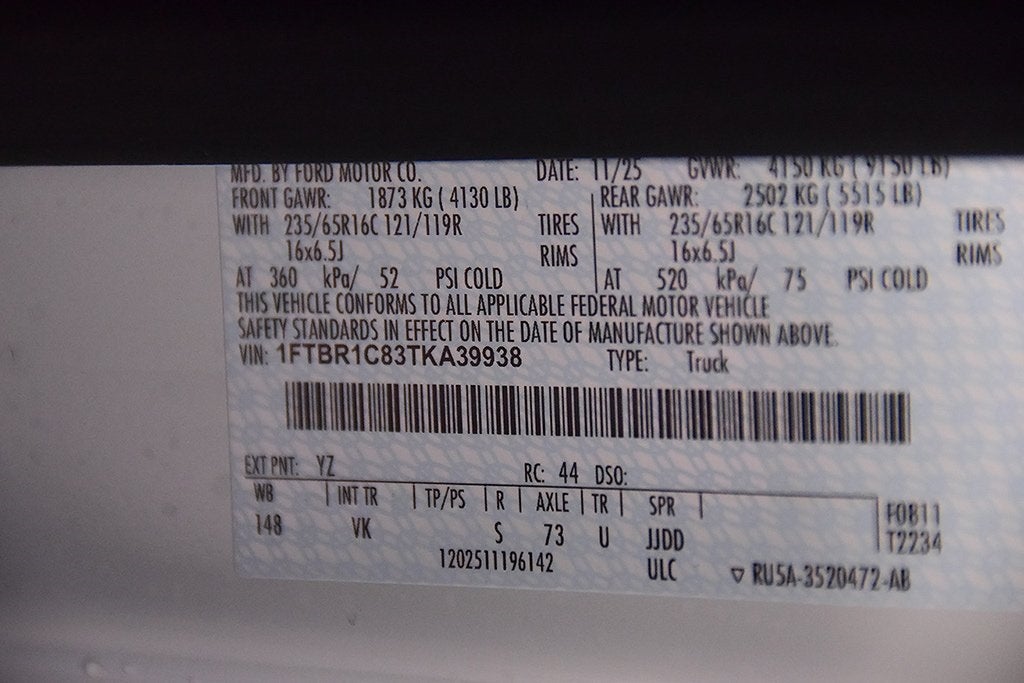 MFD. BY FORD MOTOR CO. DATE: 11/25 GVWR: 4150 KG ( 9150 LB)
FRONT GAWR: 1873 KG ( 4130 LB) REAR GAWR: 2502 KG ( 5515 LB)
WITH 235/65R16C 121/119R TIRES WITH 235/65R16C 121/119R TIRES
16x6.5J RIMS 16x6.5J RIMS
AT 360 kPa/ 52 PSI COLD AT 520 kPa/ 75 PSI COLD
THIS VEHICLE CONFORMS TO ALL APPLICABLE FEDERAL MOTOR VEHICLE
SAFETY STANDARDS IN EFFECT ON THE DATE OF MANUFACTURE SHOWN ABOVE.
VIN: 1FTBR1C83TKA39938 TYPE: Truck
EXT PNT: YZ RC: 44 DSO:
WB INT TR TP/PS R AXLE TR SPR F0811
148 VK S 73 U JJDD T2234
1202511196142 ULC ▽ RU5A-3520472-AB